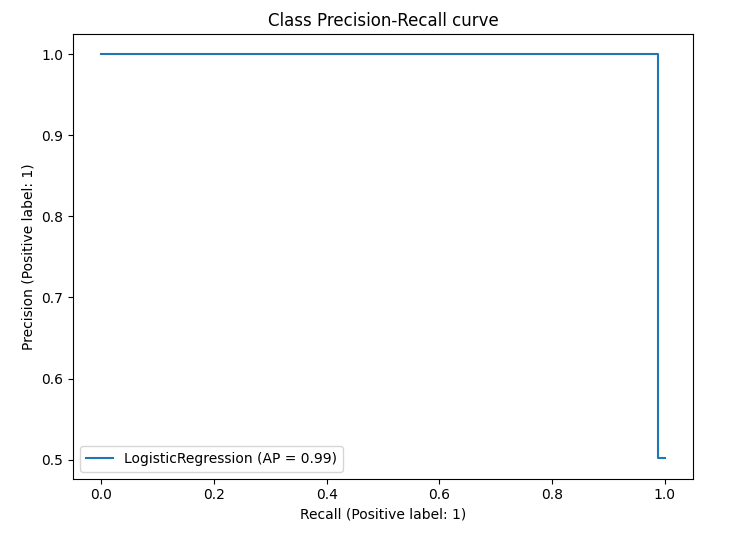 Class Precision-Recall curve
1.0
0.9
0.8
0.7
0.6
0.5
Precision (Positive label: 1)
LogisticRegression (AP = 0.99)
0.0 0.2 0.4 0.6 0.8 1.0
Recall (Positive label: 1)